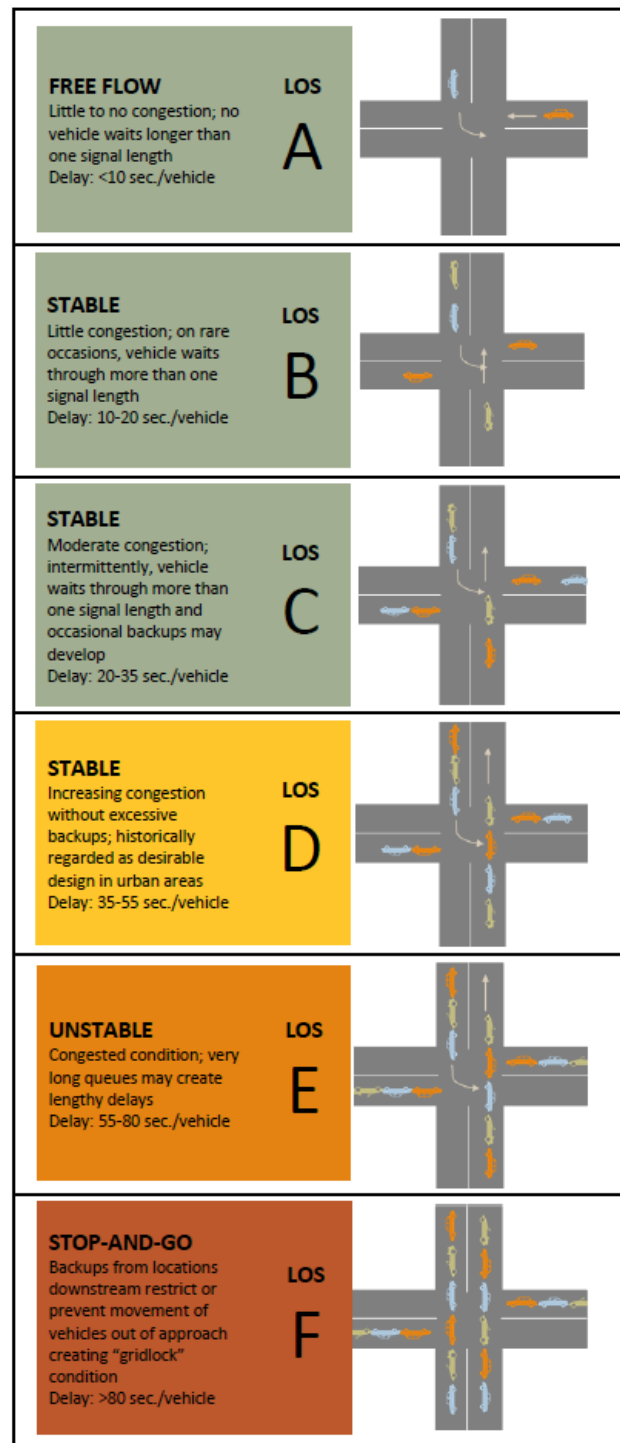 FREE FLOW
Little to no congestion; no
vehicle waits longer than
one signal length
Delay: <10 sec./vehicle
LOS
A
STABLE
Little congestion; on rare
occasions, vehicle waits
through more than one
signal length
Delay: 10-20 sec./vehicle
LOS
B
STABLE
Moderate congestion;
intermittently, vehicle
waits through more than
one signal length and
occasional backups may
develop
Delay: 20-35 sec./vehicle
LOS
C
STABLE
Increasing congestion
without excessive
backups; historically
regarded as desirable
design in urban areas
Delay: 35-55 sec./vehicle
LOS
D
UNSTABLE
Congested condition; very
long queues may create
lengthy delays
Delay: 55-80 sec./vehicle
LOS
E
STOP-AND-GO
Backups from locations
downstream restrict or
prevent movement of
vehicles out of approach
creating “gridlock”
condition
Delay: >80 sec./vehicle
LOS
F